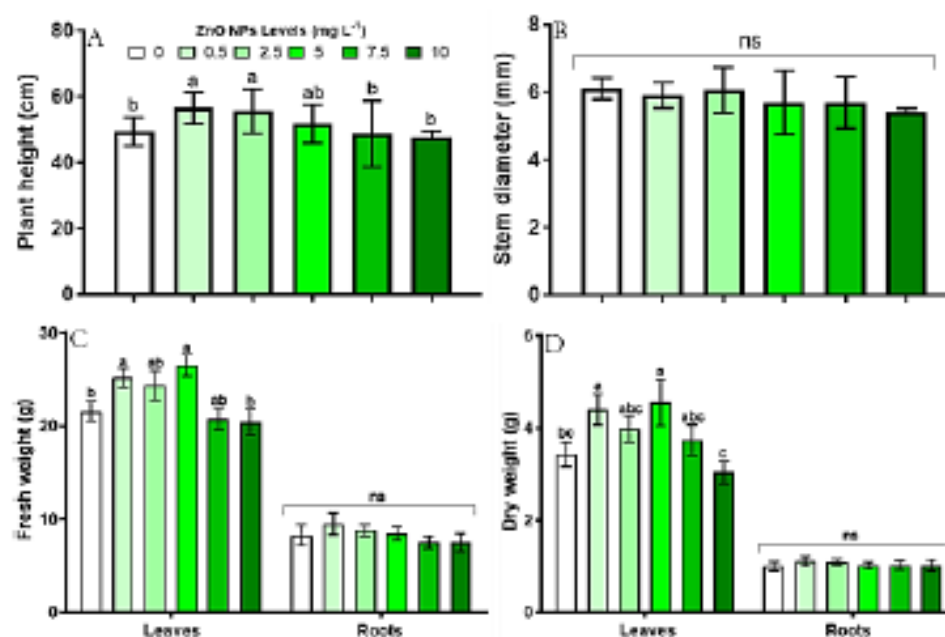 A
ZnO NPs Levels (mg L⁻¹)
0 0.5 2.5 5 7.5 10
Plant height (cm)
80
60
40
20
0
b a a ab b b
B
ns
Stem diameter (mm)
8
6
4
2
0
C
Fresh weight (g)
30
20
10
0
b a ab a ab b
ns
Leaves Roots
D
Dry weight (g)
6
4
2
0
bc a abc a abc c
ns
Leaves Roots